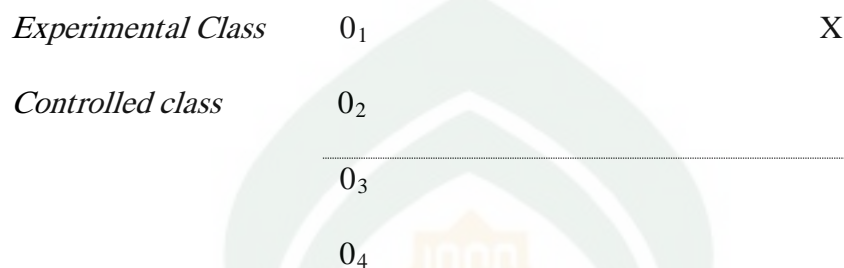 Experimental Class 0₁ X
Controlled class 0₂
0₃
0₄